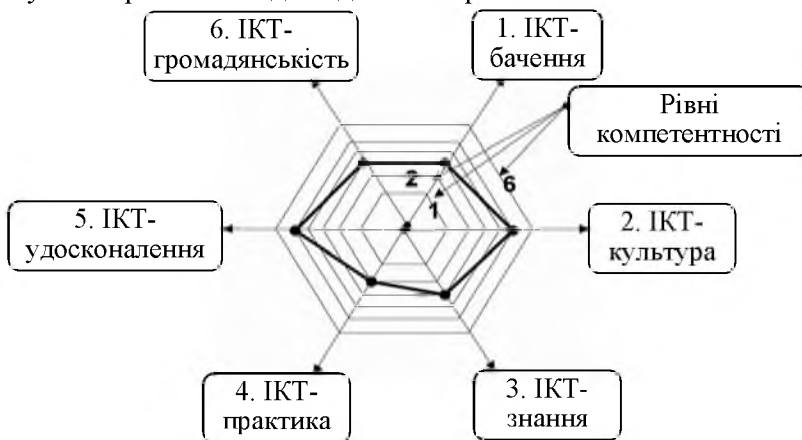 6. ІКТ-
громадянськість
1. ІКТ-
бачення
Рівні
компетентності
2
6
1
5. ІКТ-
удосконалення
2. ІКТ-
культура
4. ІКТ-
практика
3. ІКТ-
знання